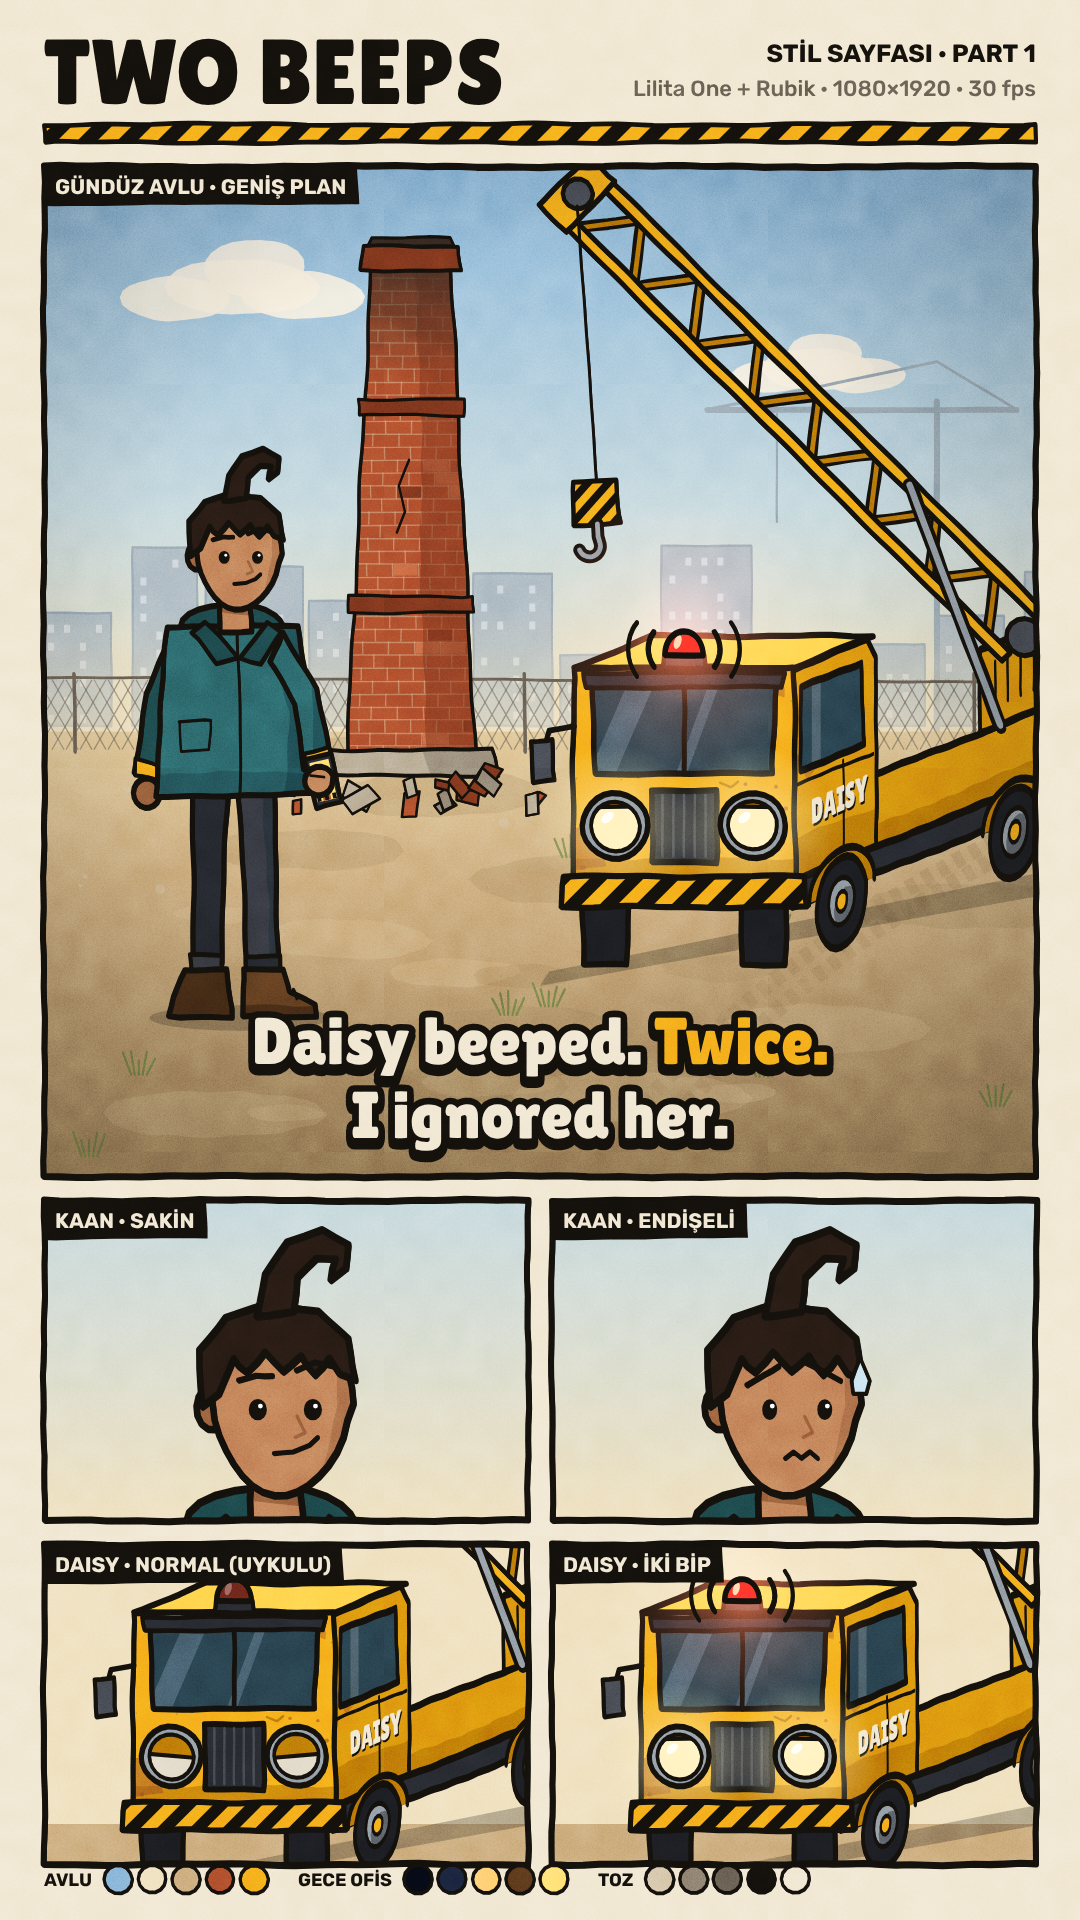 TWO BEEPS
STİL SAYFASI • PART 1
Lilita One + Rubik • 1080×1920 • 30 fps
GÜNDÜZ AVLU • GENİŞ PLAN
DAISY
Daisy beeped. Twice.
I ignored her.
KAAN • SAKİN
KAAN • ENDİŞELİ
DAISY • NORMAL (UYKULU)
DAISY
DAISY • İKİ BİP
DAISY
AVLU
GECE OFİS
TOZ